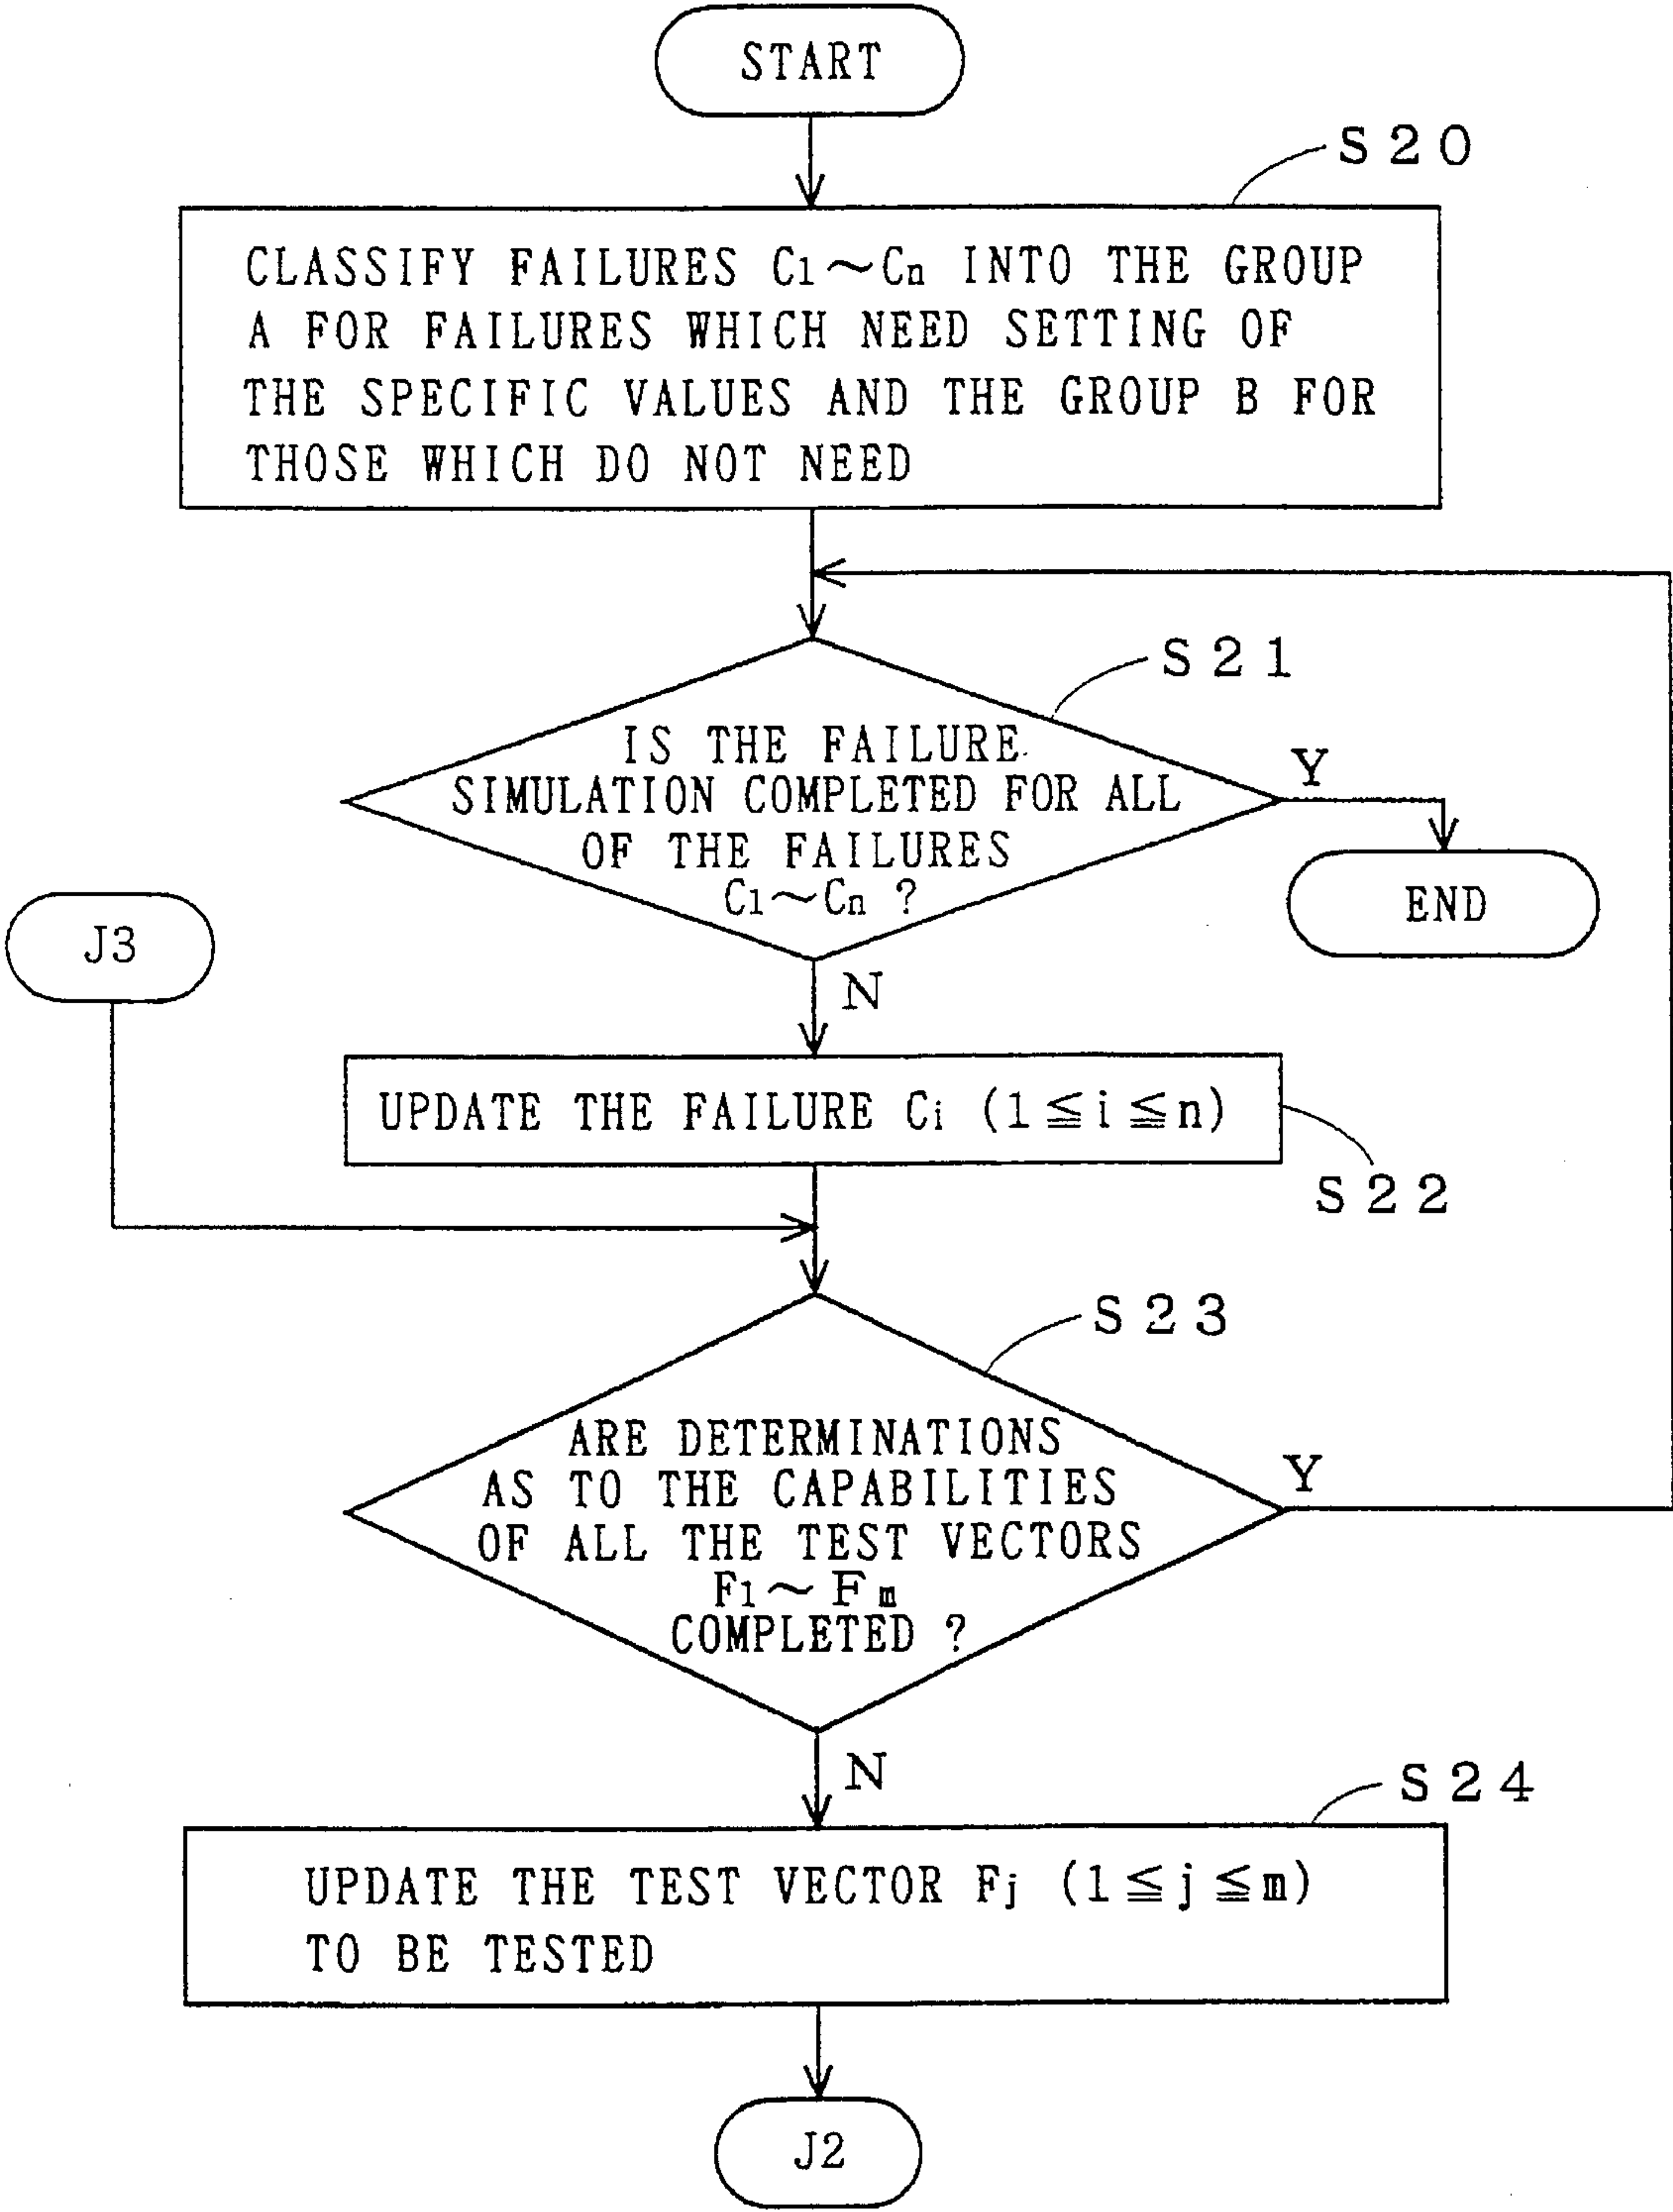 START
S20
CLASSIFY FAILURES C1～Cn INTO THE GROUP
A FOR FAILURES WHICH NEED SETTING OF
THE SPECIFIC VALUES AND THE GROUP B FOR
THOSE WHICH DO NOT NEED
S21
IS THE FAILURE
SIMULATION COMPLETED FOR ALL
OF THE FAILURES
C1～Cn ?
Y
END
J3
N
UPDATE THE FAILURE Ci (1≦i≦n)
S22
S23
ARE DETERMINATIONS
AS TO THE CAPABILITIES
OF ALL THE TEST VECTORS
F1～Fm
COMPLETED ?
Y
N
S24
UPDATE THE TEST VECTOR Fj (1≦j≦m)
TO BE TESTED
J2